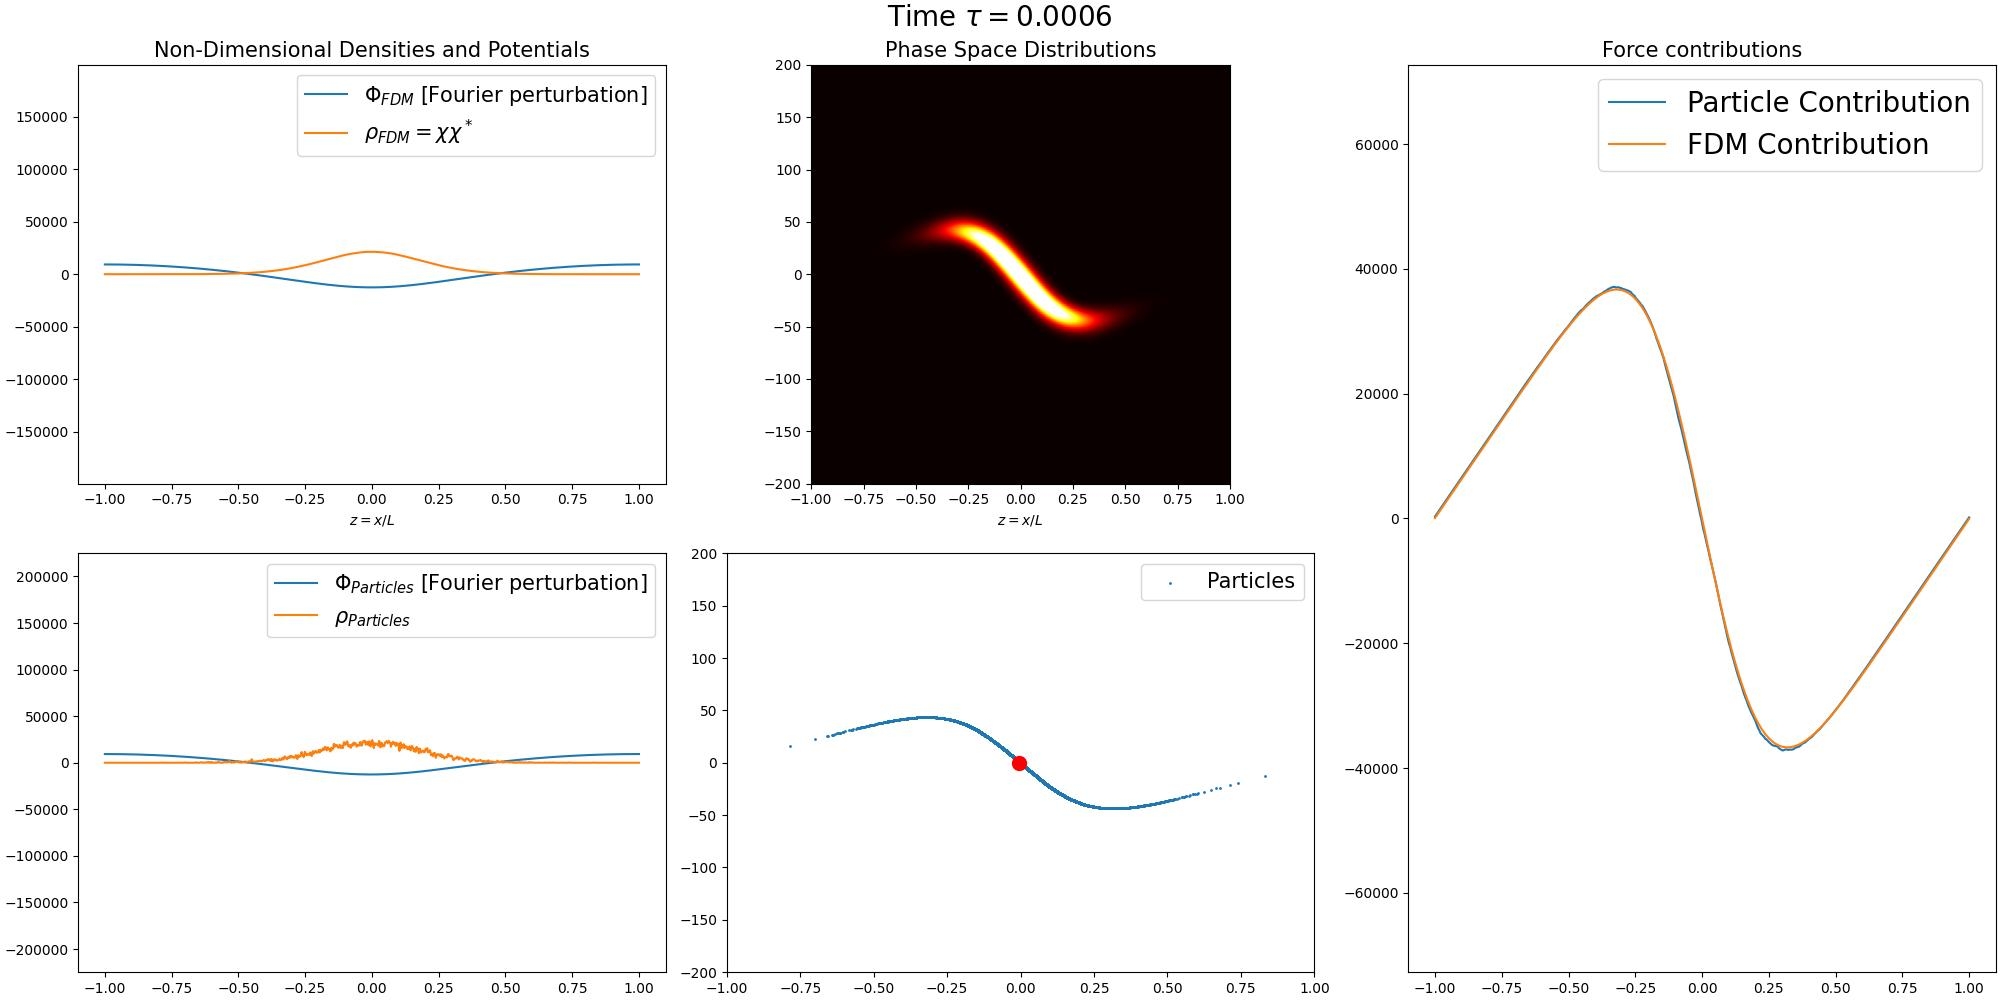 Time τ = 0.0006
Non-Dimensional Densities and Potentials
150000
100000
50000
0
−50000
−100000
−150000
Φ_FDM [Fourier perturbation]
ρ_FDM = χχ*
−1.00 −0.75 −0.50 −0.25 0.00 0.25 0.50 0.75 1.00
z = x/L
Phase Space Distributions
200
150
100
50
0
−50
−100
−150
−200
−1.00 −0.75 −0.50 −0.25 0.00 0.25 0.50 0.75 1.00
z = x/L
Force contributions
Particle Contribution
FDM Contribution
60000
40000
20000
0
−20000
−40000
−60000
−1.00 −0.75 −0.50 −0.25 0.00 0.25 0.50 0.75 1.00
200000
150000
100000
50000
0
−50000
−100000
−150000
−200000
Φ_Particles [Fourier perturbation]
ρ_Particles
−1.00 −0.75 −0.50 −0.25 0.00 0.25 0.50 0.75 1.00
200
150
100
50
0
−50
−100
−150
−200
Particles
−1.00 −0.75 −0.50 −0.25 0.00 0.25 0.50 0.75 1.00